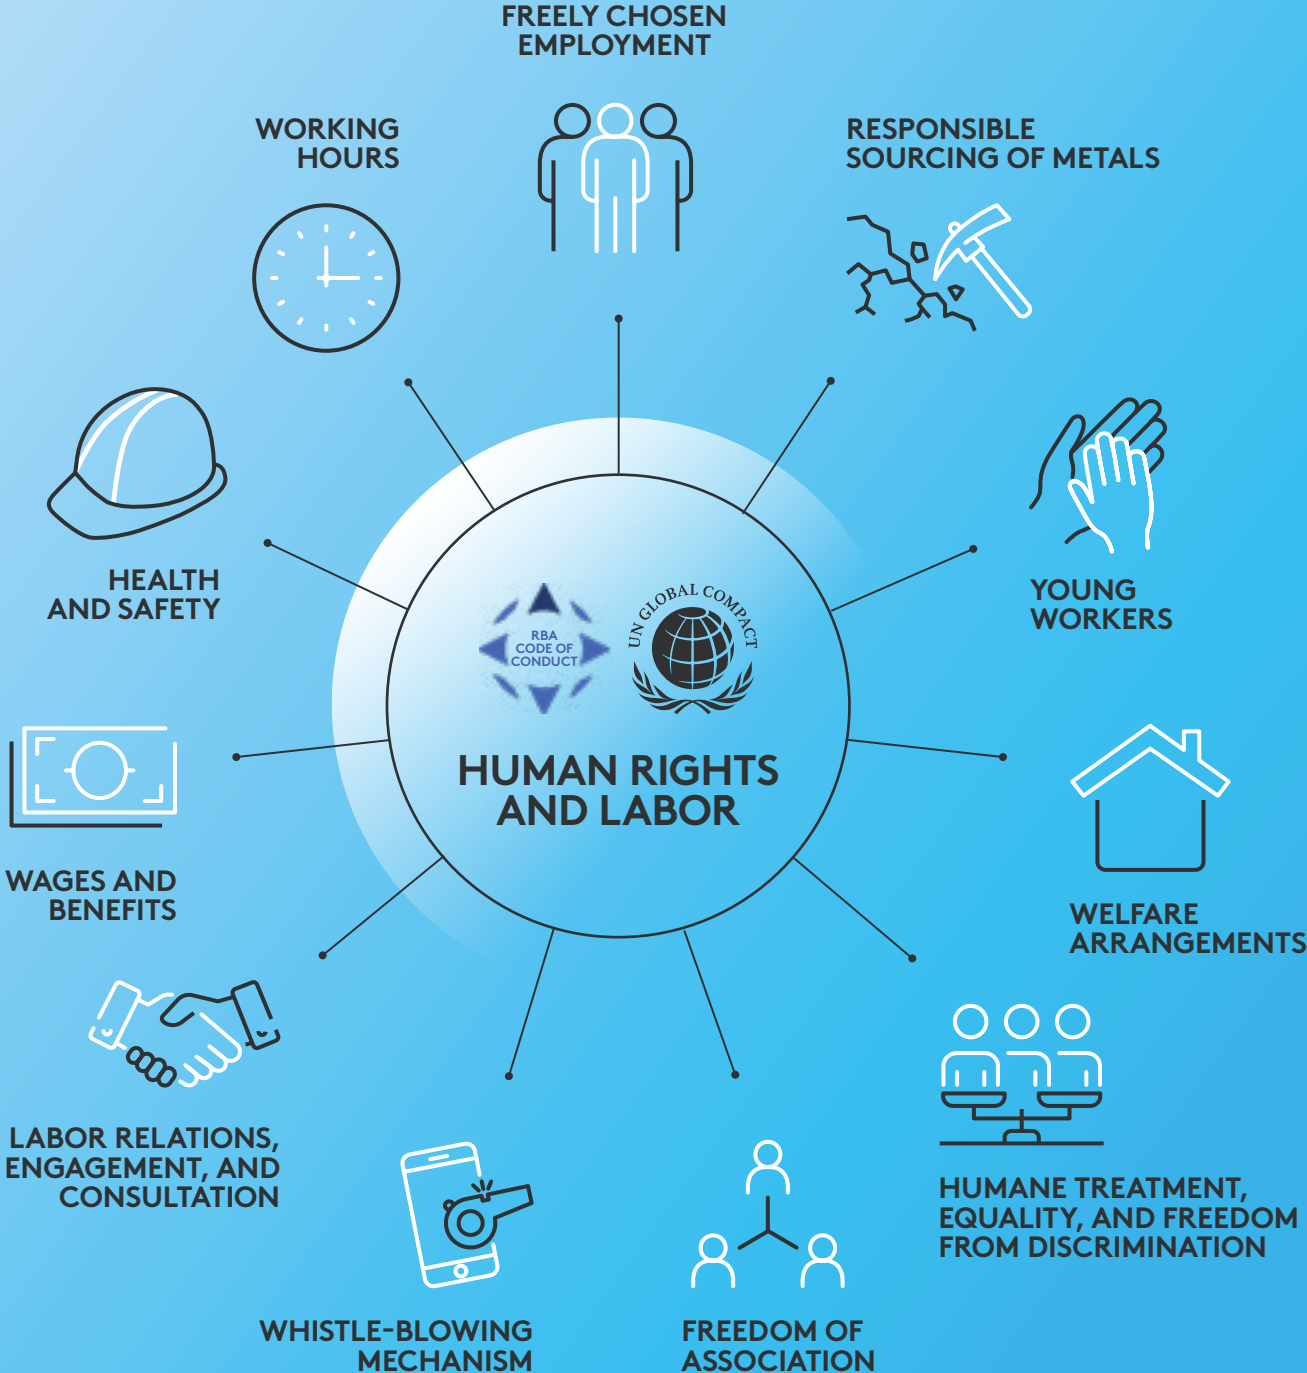 FREELY CHOSEN
EMPLOYMENT
WORKING
HOURS
RESPONSIBLE
SOURCING OF METALS
HEALTH
AND SAFETY
YOUNG
WORKERS
RBA
CODE OF
CONDUCT
UN GLOBAL COMPACT
HUMAN RIGHTS
AND LABOR
WAGES AND
BENEFITS
WELFARE
ARRANGEMENTS
LABOR RELATIONS,
ENGAGEMENT, AND
CONSULTATION
HUMANE TREATMENT,
EQUALITY, AND FREEDOM
FROM DISCRIMINATION
WHISTLE-BLOWING
MECHANISM
FREEDOM OF
ASSOCIATION